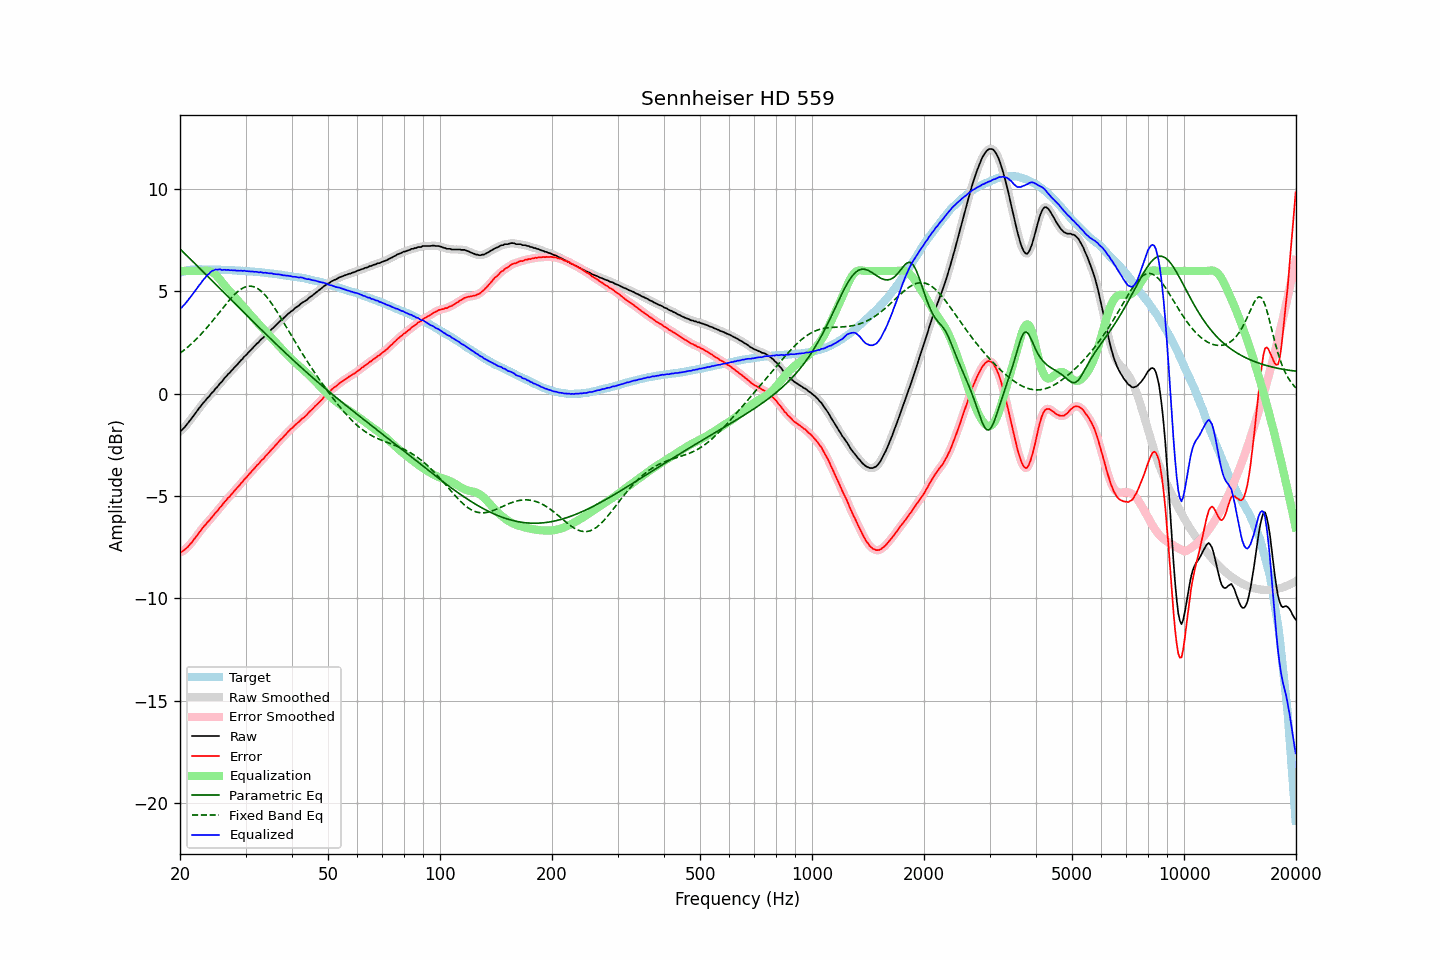 Sennheiser HD 559
Amplitude (dBr)
10
5
0
−5
−10
−15
−20
Target
Raw Smoothed
Error Smoothed
Raw
Error
Equalization
Parametric Eq
Fixed Band Eq
Equalized
20 50 100 200 500 1000 2000 5000 10000 20000
Frequency (Hz)